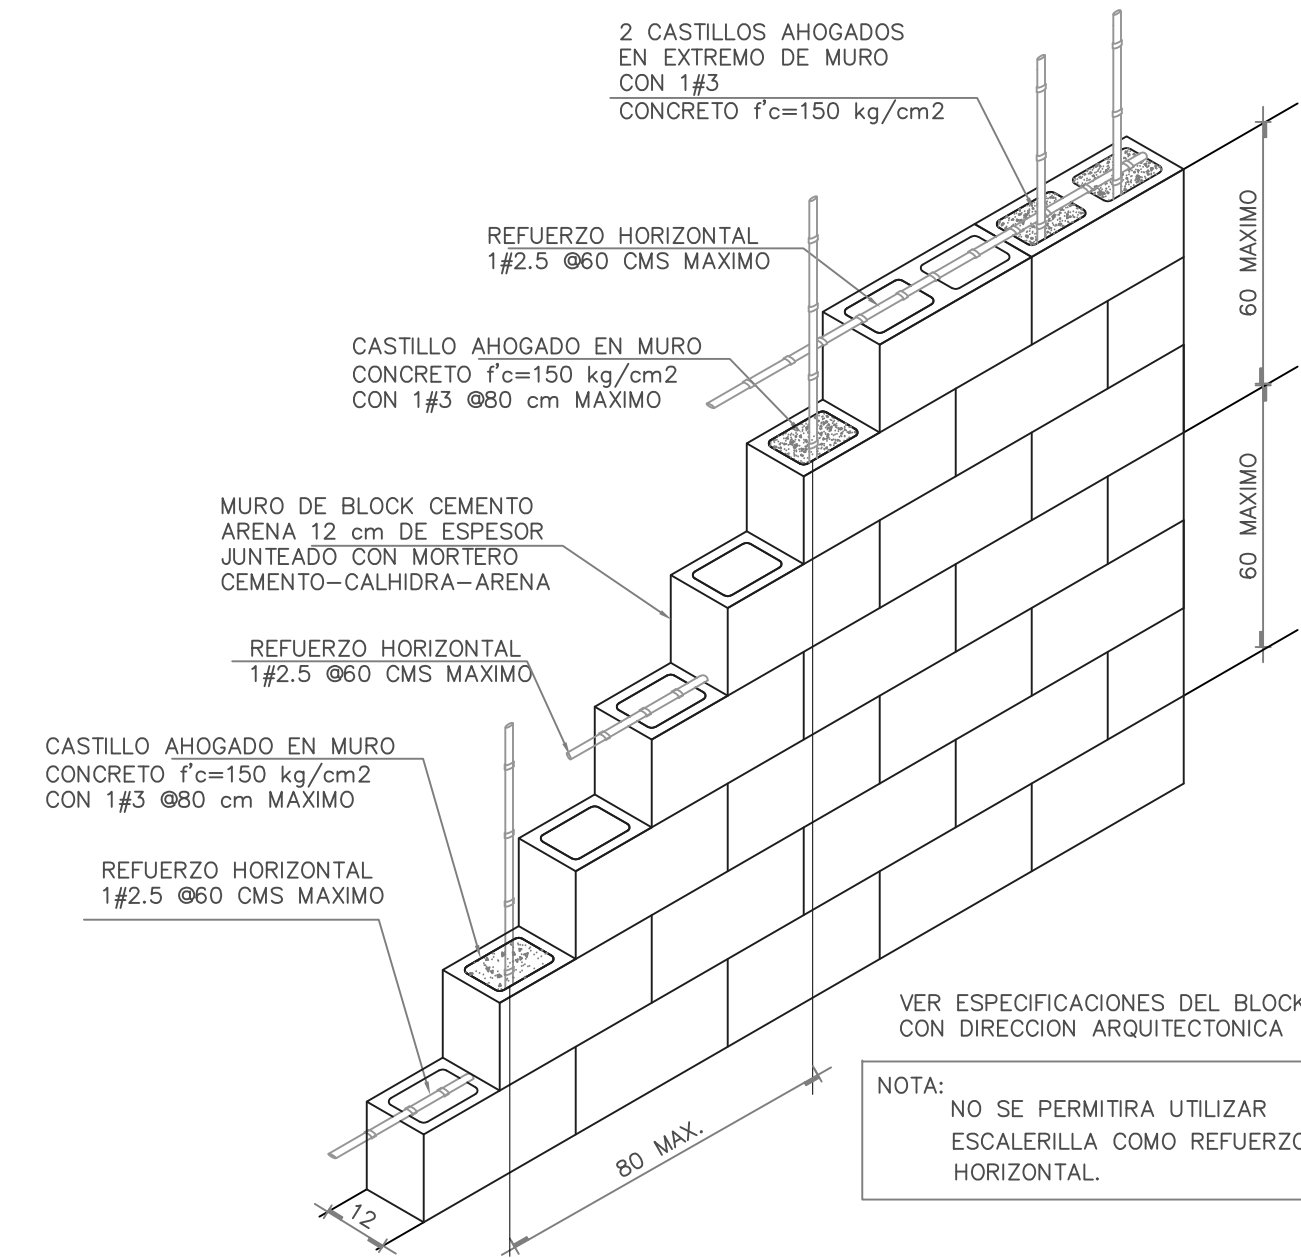 2 CASTILLOS AHOGADOS
EN EXTREMO DE MURO
CON 1#3
CONCRETO f'c=150 kg/cm2
REFUERZO HORIZONTAL
1#2.5 @60 CMS MAXIMO
CASTILLO AHOGADO EN MURO
CONCRETO f'c=150 kg/cm2
CON 1#3 @80 cm MAXIMO
MURO DE BLOCK CEMENTO
ARENA 12 cm DE ESPESOR
JUNTEADO CON MORTERO
CEMENTO-CALHIDRA-ARENA
REFUERZO HORIZONTAL
1#2.5 @60 CMS MAXIMO
CASTILLO AHOGADO EN MURO
CONCRETO f'c=150 kg/cm2
CON 1#3 @80 cm MAXIMO
REFUERZO HORIZONTAL
1#2.5 @60 CMS MAXIMO
60 MAXIMO
60 MAXIMO
80 MAX.
12
VER ESPECIFICACIONES DEL BLOCK
CON DIRECCION ARQUITECTONICA
NOTA:
NO SE PERMITIRA UTILIZAR
ESCALERILLA COMO REFUERZO
HORIZONTAL.